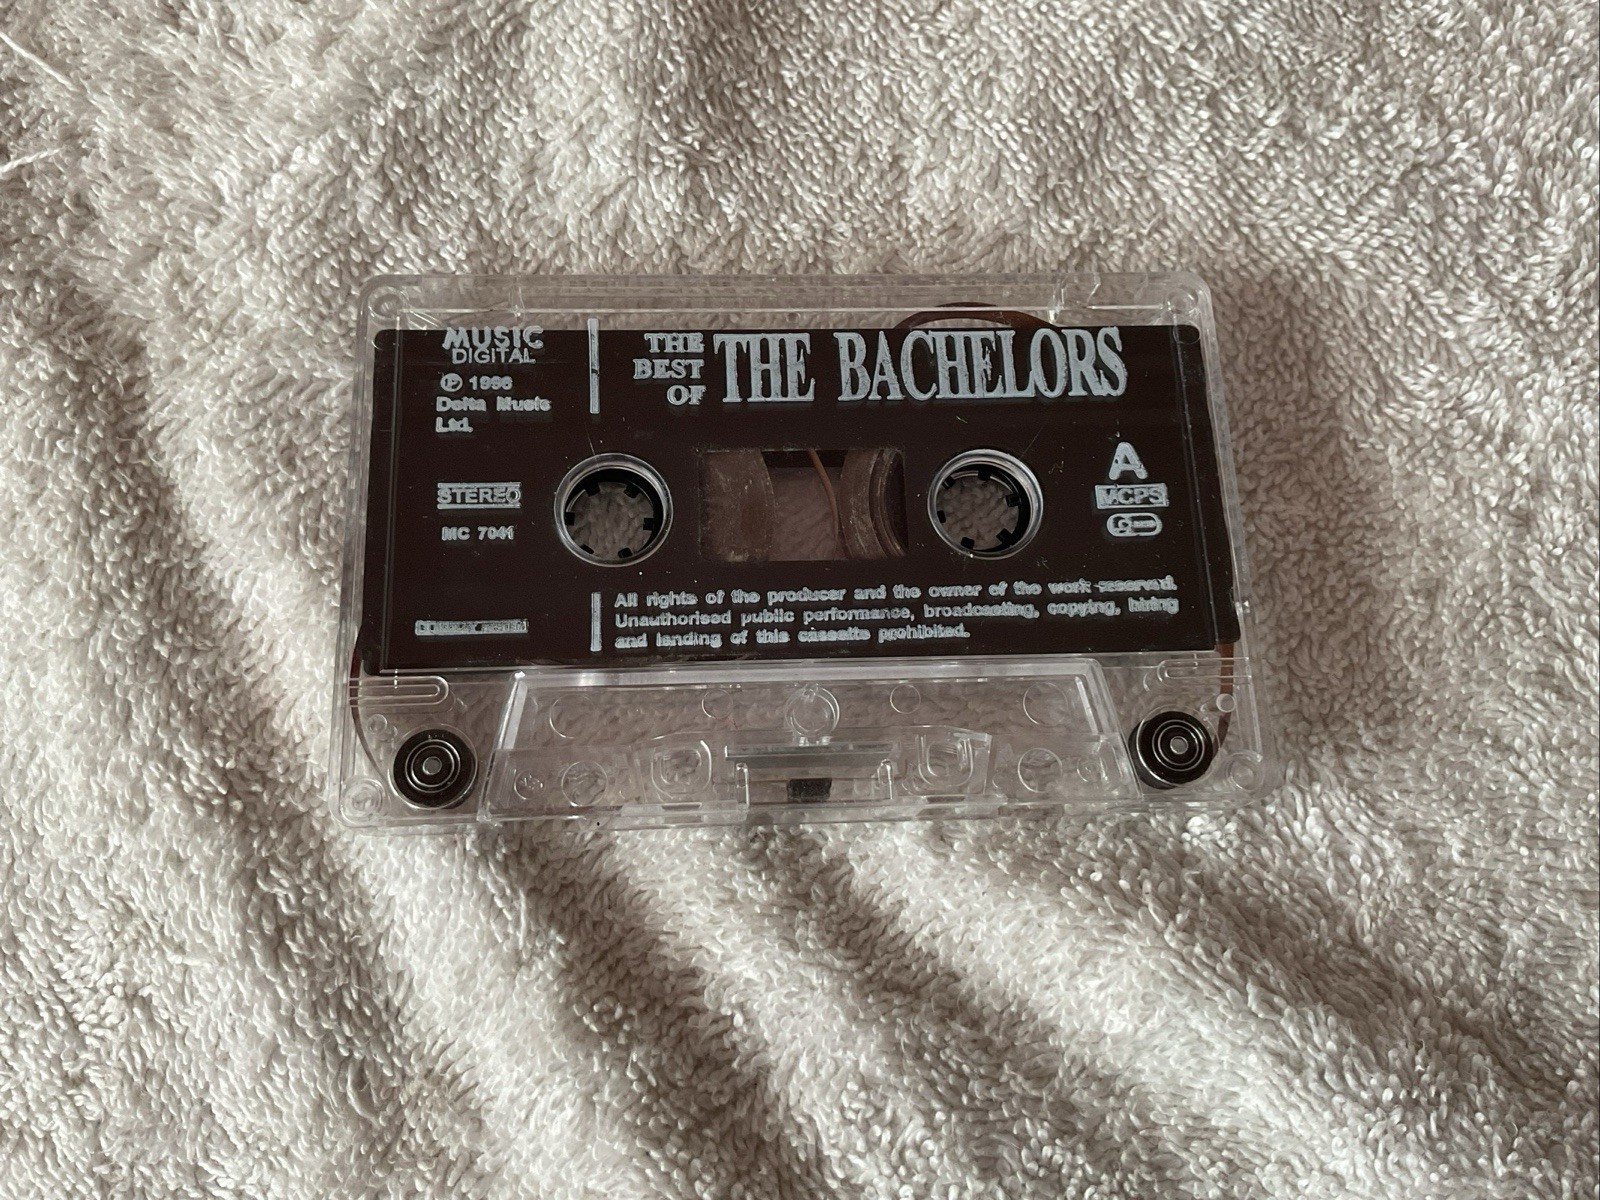 MUSIC
DIGITAL
℗ 1996
Delta Music
Ltd.
STEREO
MC 7041
THE
BEST
OF
THE BACHELORS
A
MCPS
All rights of the producer and the owner of the work reserved.
Unauthorised public performance, broadcasting, copying, hiring
and lending of this cassette prohibited.